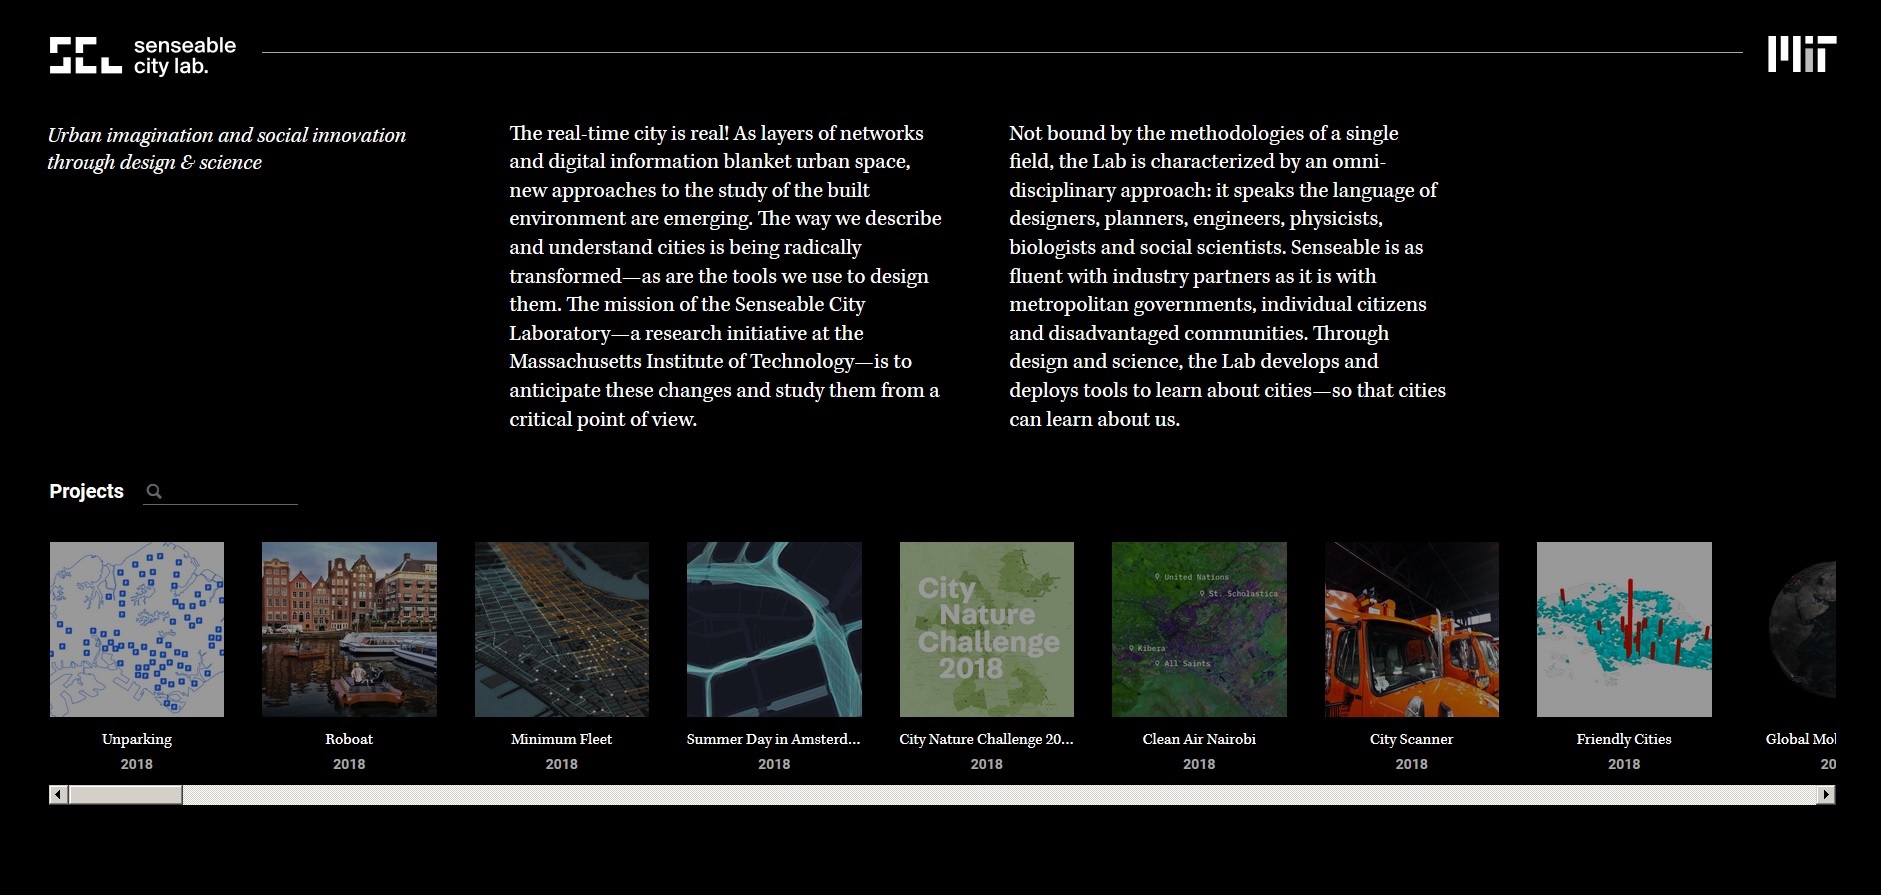 senseable
city lab.
MIT
Urban imagination and social innovation
through design & science
The real-time city is real! As layers of networks
and digital information blanket urban space,
new approaches to the study of the built
environment are emerging. The way we describe
and understand cities is being radically
transformed—as are the tools we use to design
them. The mission of the Senseable City
Laboratory—a research initiative at the
Massachusetts Institute of Technology—is to
anticipate these changes and study them from a
critical point of view.
Not bound by the methodologies of a single
field, the Lab is characterized by an omni-
disciplinary approach: it speaks the language of
designers, planners, engineers, physicists,
biologists and social scientists. Senseable is as
fluent with industry partners as it is with
metropolitan governments, individual citizens
and disadvantaged communities. Through
design and science, the Lab develops and
deploys tools to learn about cities—so that cities
can learn about us.
Projects
City
Nature
Challenge
2018
United Nations
St. Scholastica
Kibera
All Saints
Unparking
2018
Roboat
2018
Minimum Fleet
2018
Summer Day in Amsterd...
2018
City Nature Challenge 20...
2018
Clean Air Nairobi
2018
City Scanner
2018
Friendly Cities
2018
Global Mo
20